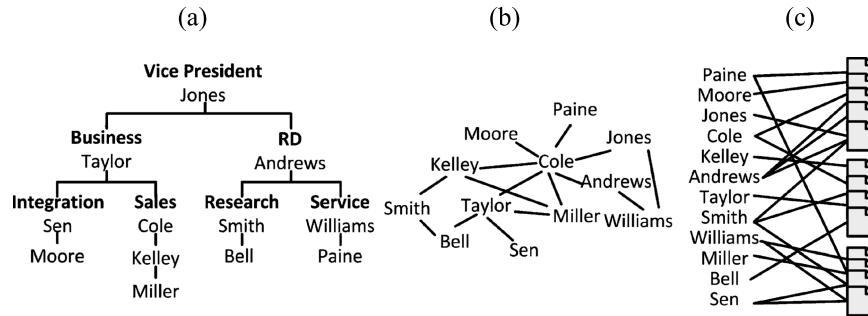 (a)
Vice President
Jones
Business
RD
Taylor
Andrews
Integration
Sales
Research
Service
Sen
Cole
Smith
Williams
Moore
Kelley
Bell
Paine
Miller
(b)
Paine
Moore
Jones
Kelley
Cole
Andrews
Smith
Taylor
Miller
Williams
Bell
Sen
(c)
Paine
Moore
Jones
Cole
Kelley
Andrews
Taylor
Smith
Williams
Miller
Bell
Sen